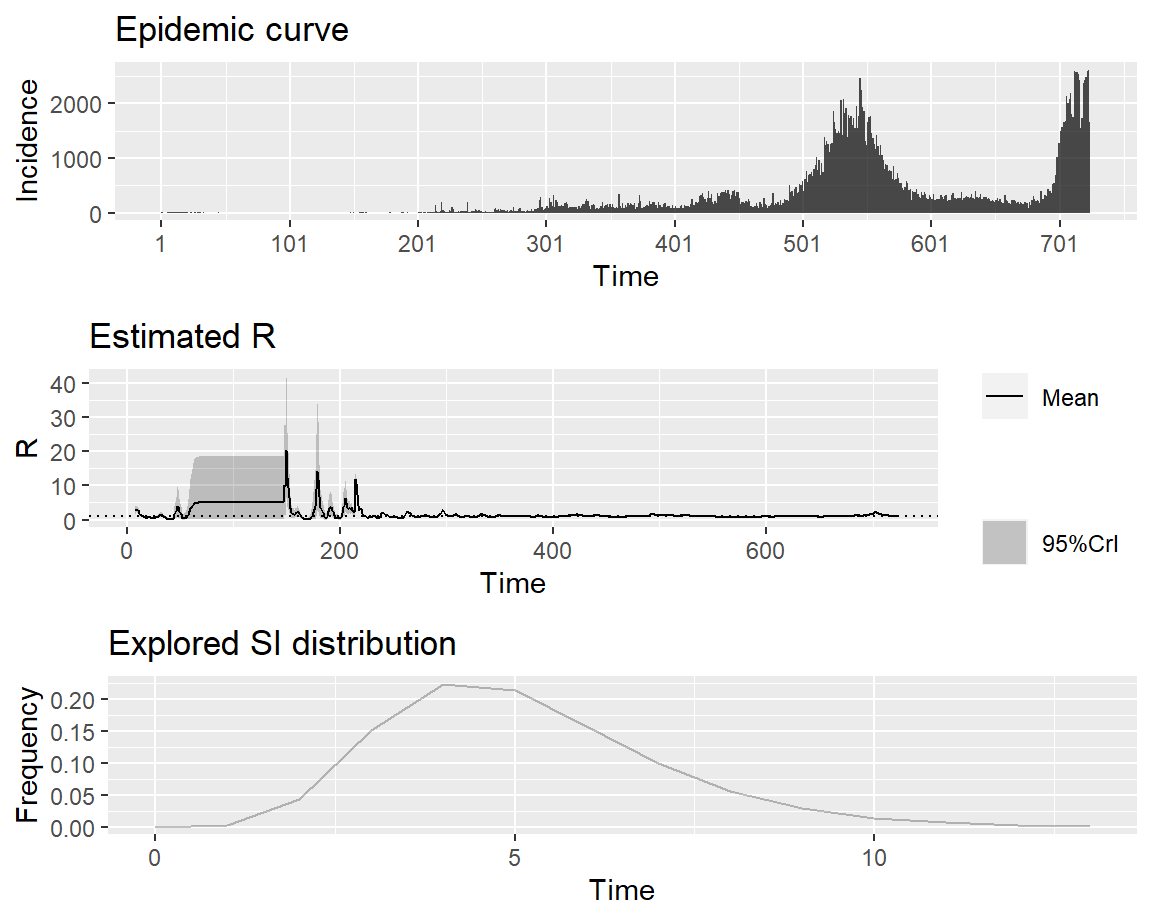 Epidemic curve
Incidence
2000
1000
0
1 101 201 301 401 501 601 701
Time
Estimated R
R
40
30
20
10
0
0 200 400 600
Time
Mean
95%CrI
Explored SI distribution
Frequency
0.20
0.15
0.10
0.05
0.00
0 5 10
Time